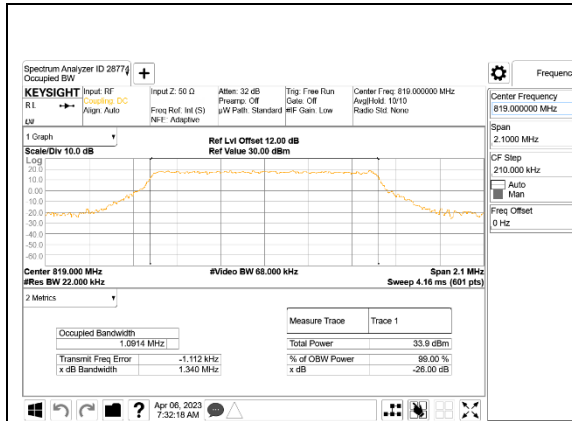 Spectrum Analyzer ID 28774
Occupied BW
Frequenc
KEYSIGHT
R L
Input: RF
Coupling: DC
Align: Auto
Input Z: 50 Ω
Freq Ref: Int (S)
NFE: Adaptive
Atten: 32 dB
Preamp: Off
µW Path: Standard
Trig: Free Run
Gate: Off
#IF Gain: Low
Center Freq: 819.000000 MHz
Avg|Hold: 10/10
Radio Std: None
1 Graph
Scale/Div 10.0 dB
Ref Lvl Offset 12.00 dB
Ref Value 30.00 dBm
Log
20.0
10.0
0.00
-10.0
-20.0
-30.0
-40.0
-50.0
-60.0
Center 819.000 MHz
#Res BW 22.000 kHz
#Video BW 68.000 kHz
Span 2.1 MHz
Sweep 4.16 ms (601 pts)
2 Metrics
Occupied Bandwidth
1.0914 MHz
Transmit Freq Error -1.112 kHz
x dB Bandwidth 1.340 MHz
Measure Trace Trace 1
Total Power 33.9 dBm
% of OBW Power 99.00 %
x dB -26.00 dB
Center Frequency
819.000000 MHz
Span
2.1000 MHz
CF Step
210.000 kHz
Auto
Man
Freq Offset
0 Hz
?
Apr 06, 2023
7:32:18 AM